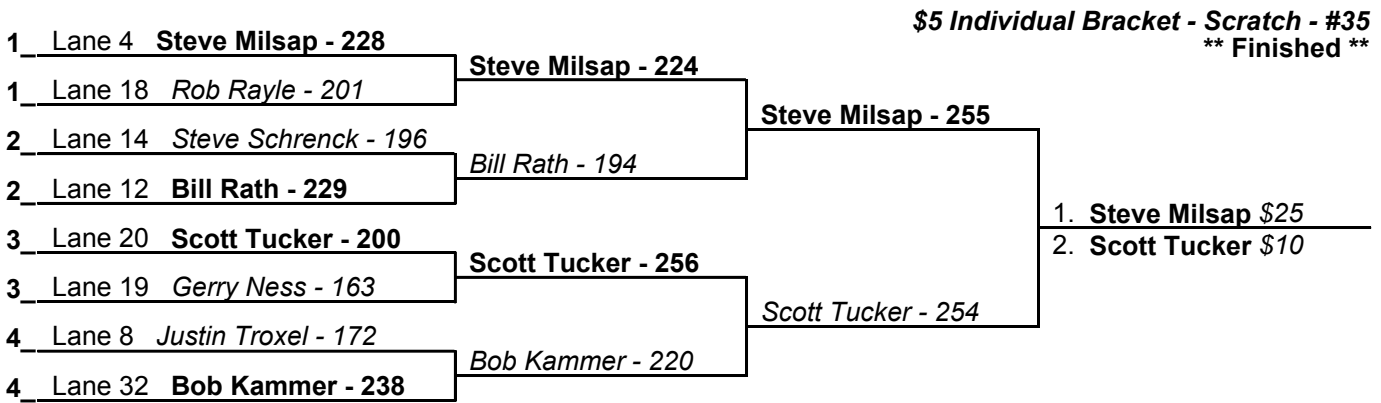 $5 Individual Bracket - Scratch - #35
** Finished **
1_ Lane 4 Steve Milsap - 228
1_ Lane 18 Rob Rayle - 201
2_ Lane 14 Steve Schrenck - 196
2_ Lane 12 Bill Rath - 229
3_ Lane 20 Scott Tucker - 200
3_ Lane 19 Gerry Ness - 163
4_ Lane 8 Justin Troxel - 172
4_ Lane 32 Bob Kammer - 238
Steve Milsap - 224
Bill Rath - 194
Scott Tucker - 256
Bob Kammer - 220
Steve Milsap - 255
Scott Tucker - 254
1. Steve Milsap $25
2. Scott Tucker $10